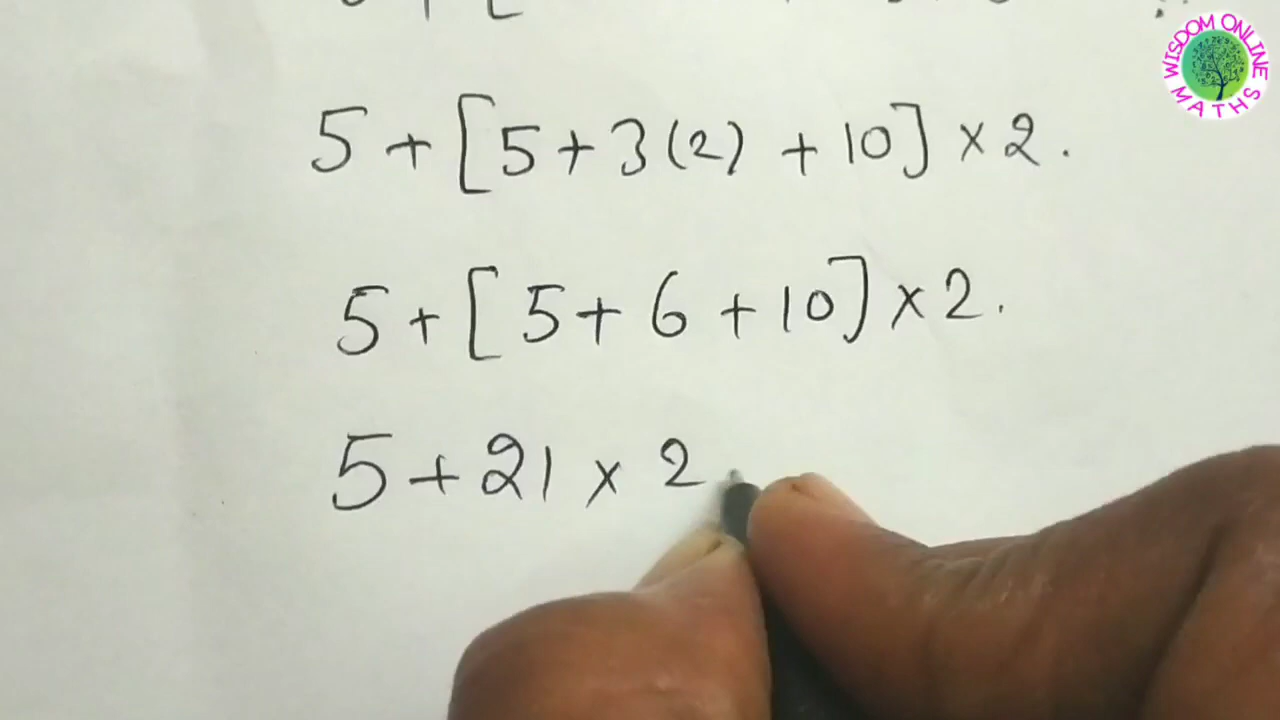 5 + [5 + 3(2) + 10] × 2.
5 + [5 + 6 + 10] × 2.
5 + 21 × 2
WISDOM ONLINE
MATHS